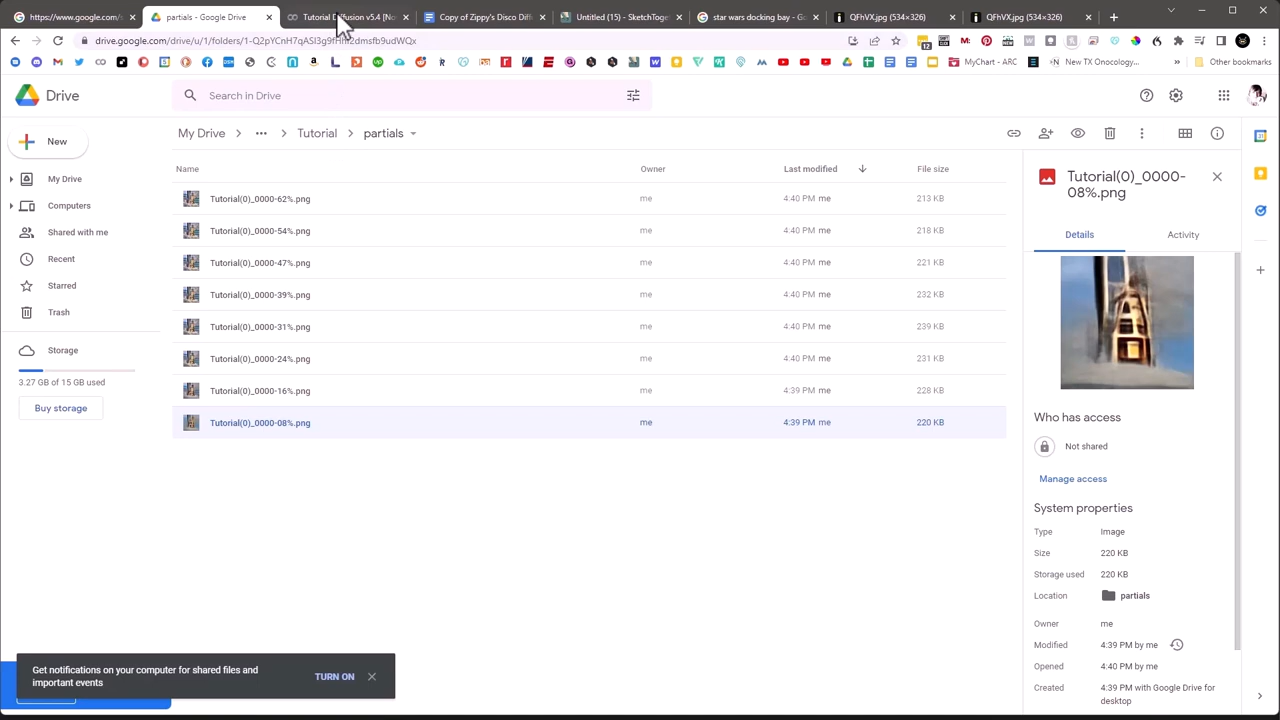 https://www.google.com/s
partials - Google Drive
Tutorial Diffusion v5.4 [No
Copy of Zippy's Disco Diff
Untitled (15) - SketchToge
star wars docking bay - Go
QFhVX.jpg (534×326)
QFhVX.jpg (534×326)
MyChart - ARC
New TX Oncology...
Other bookmarks
Drive
Search in Drive
New
My Drive
Computers
Shared with me
Recent
Starred
Trash
Storage
3.27 GB of 15 GB used
Buy storage
My Drive > ... > Tutorial > partials
Name Owner Last modified File size
Tutorial(0)_0000-62%.png me 4:40 PM me 213 KB
Tutorial(0)_0000-54%.png me 4:40 PM me 218 KB
Tutorial(0)_0000-47%.png me 4:40 PM me 221 KB
Tutorial(0)_0000-39%.png me 4:40 PM me 232 KB
Tutorial(0)_0000-31%.png me 4:40 PM me 239 KB
Tutorial(0)_0000-24%.png me 4:40 PM me 231 KB
Tutorial(0)_0000-16%.png me 4:39 PM me 228 KB
Tutorial(0)_0000-08%.png me 4:39 PM me 220 KB
Tutorial(0)_0000-
08%.png
Details Activity
Who has access
Not shared
Manage access
System properties
Type Image
Size 220 KB
Storage used 220 KB
Location partials
Owner me
Modified 4:39 PM by me
Opened 4:40 PM by me
Created 4:39 PM with Google Drive for
desktop
Get notifications on your computer for shared files and
important events
TURN ON